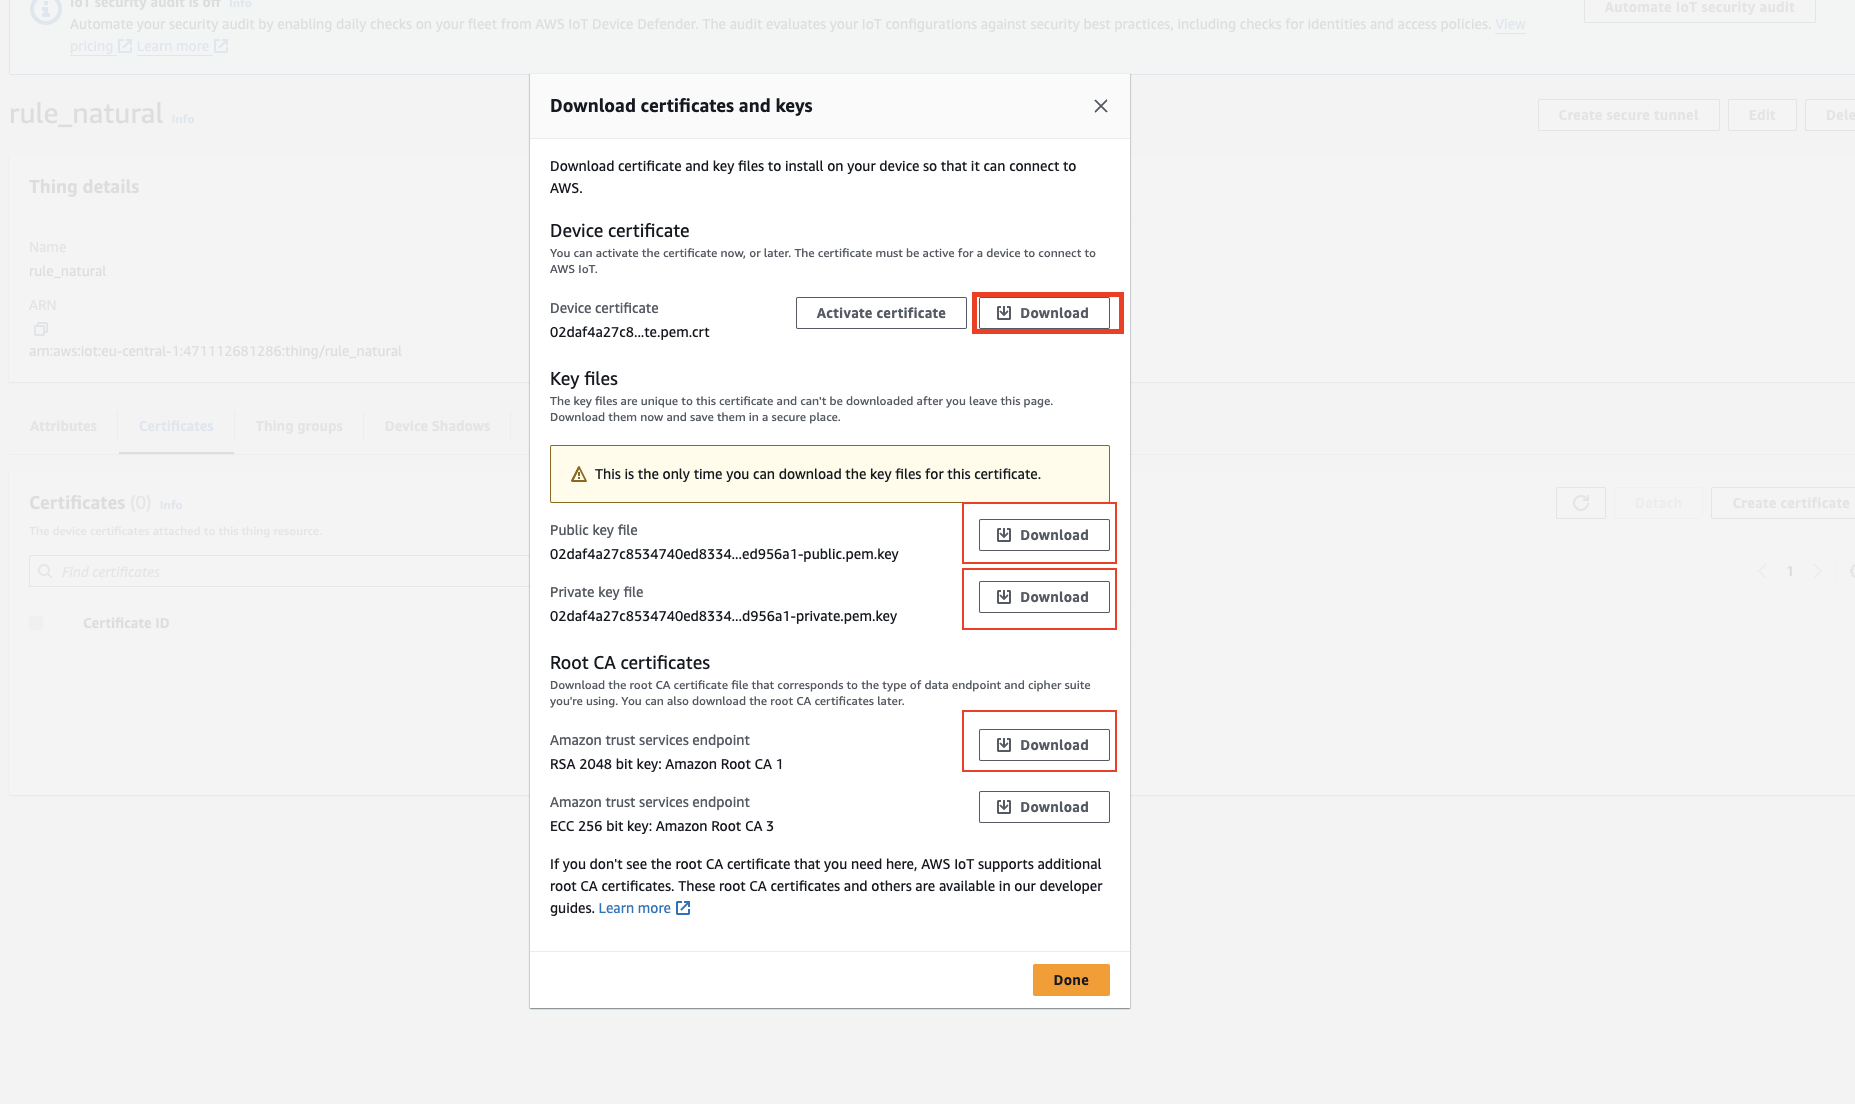 IoT security audit is off Info
Automate your security audit by enabling daily checks on your fleet from AWS IoT Device Defender. The audit evaluates your IoT configurations against security best practices, including checks for identities and access policies. View
pricing Learn more
Automate IoT security audit
rule_natural Info
Create secure tunnel
Edit
Dele
Thing details
Name
rule_natural
ARN
arn:aws:iot:eu-central-1:471112681286:thing/rule_natural
Attributes
Certificates
Thing groups
Device Shadows
Certificates (0) Info
The device certificates attached to this thing resource.
Detach
Create certificate
Find certificates
1
Certificate ID
Download certificates and keys
Download certificate and key files to install on your device so that it can connect to
AWS.
Device certificate
You can activate the certificate now, or later. The certificate must be active for a device to connect to
AWS IoT.
Device certificate
02daf4a27c8...te.pem.crt
Activate certificate
Download
Key files
The key files are unique to this certificate and can't be downloaded after you leave this page.
Download them now and save them in a secure place.
This is the only time you can download the key files for this certificate.
Public key file
02daf4a27c8534740ed8334...ed956a1-public.pem.key
Download
Private key file
02daf4a27c8534740ed8334...d956a1-private.pem.key
Download
Root CA certificates
Download the root CA certificate file that corresponds to the type of data endpoint and cipher suite
you're using. You can also download the root CA certificates later.
Amazon trust services endpoint
RSA 2048 bit key: Amazon Root CA 1
Download
Amazon trust services endpoint
ECC 256 bit key: Amazon Root CA 3
Download
If you don't see the root CA certificate that you need here, AWS IoT supports additional
root CA certificates. These root CA certificates and others are available in our developer
guides. Learn more
Done